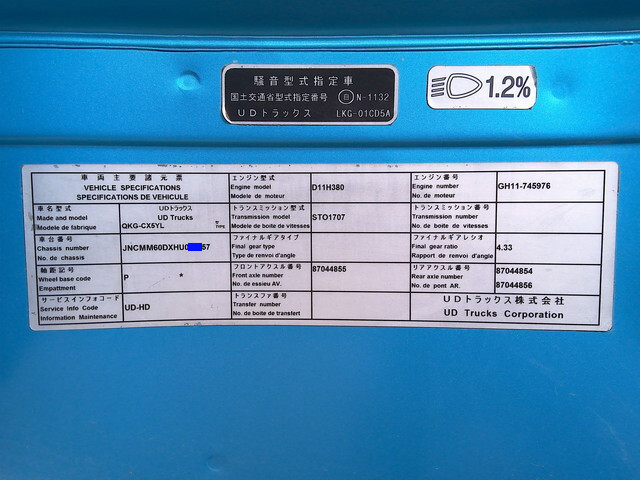 騒音型式指定車
国土交通省型式指定番号 自 N-1132
UDトラックス LKG-01CD5A
1.2%
車両主要諸元票
VEHICLE SPECIFICATIONS
SPECIFICATIONS DE VEHICULE
エンジン型式
Engine model
Modele de moteur
D11H380
エンジン番号
Engine number
No. de moteur
GH11-745976
車名型式
Made and model
Modele de fabrique
UDトラックス
UD Trucks
QKG-CX5YL
TYPE
トランスミッション型式
Transmission model
Modele de boite de vitesses
STO1707
トランスミッション番号
Transmission number
No. de boite de vitesses
車台番号
Chassis number
No. de chassis
JNCMM60DXHU0 57
ファイナルギアタイプ
Final gear type
Type de renvoi d'angle
ファイナルギアレシオ
Final gear ratio
Rapport de renvoi d'angle
4.33
軸距記号
Wheel base code
Empattment
P *
フロントアクスル番号
Front axle number
No. de essieu AV.
87044855
リアアクスル番号
Rear axle number
No. de pont AR.
87044854
87044856
サービスインフォコード
Service Info Code
Information Maintenance
UD-HD
トランスファ番号
Transfer number
No. de boite de transfert
UDトラックス株式会社
UD Trucks Corporation